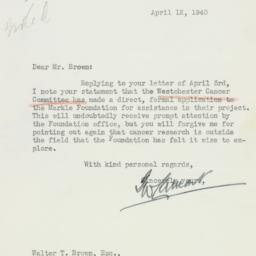 April 12, 1940
Dear Mr. Brown:
Replying to your letter of April 3rd,
I note your statement that the Westchester Cancer
Committee has made a direct, formal application to
the Markle Foundation for assistance in their project.
This will undoubtedly receive prompt attention by
the Foundation office, but you will forgive me for
pointing out again that cancer research is outside
the field that the Foundation has felt it wise to ex-
plore.
With kind personal regards,
Sincerely yours,
Walter T. Brown, Esq.,